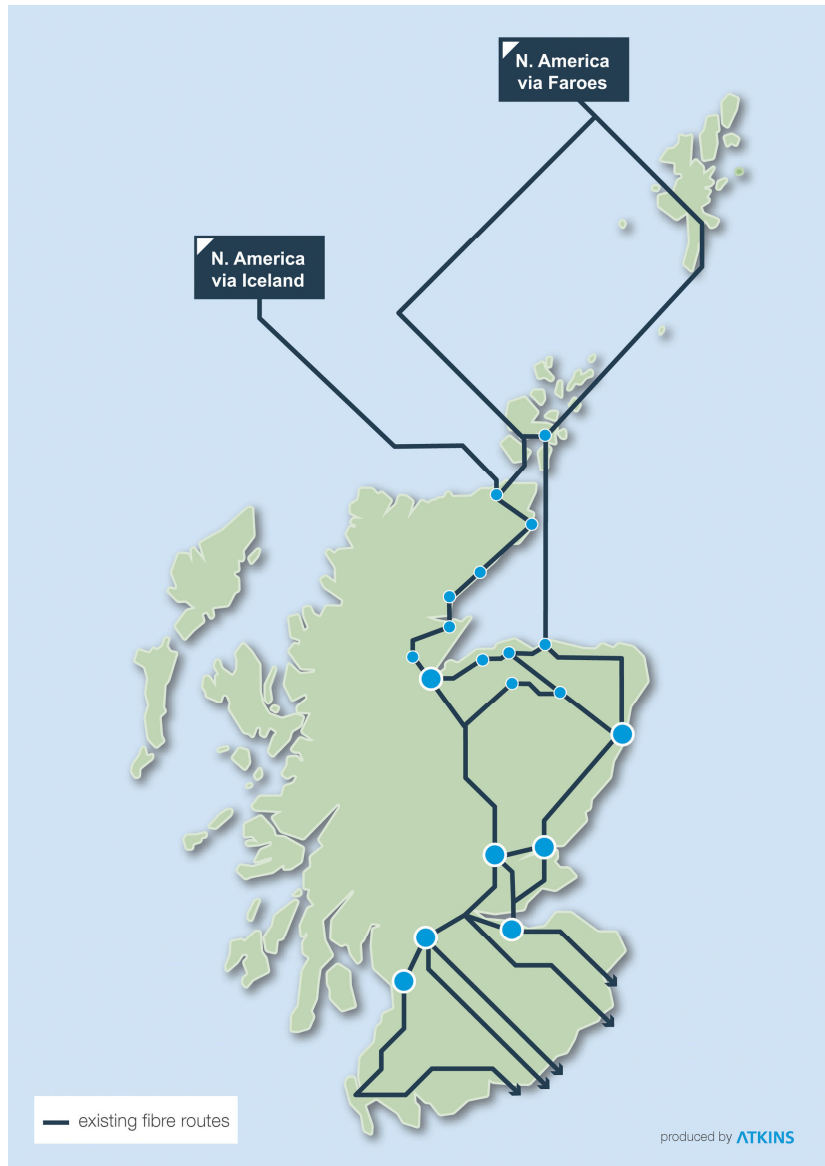 N. America
via Faroes
N. America
via Iceland
existing fibre routes
produced by ATKINS